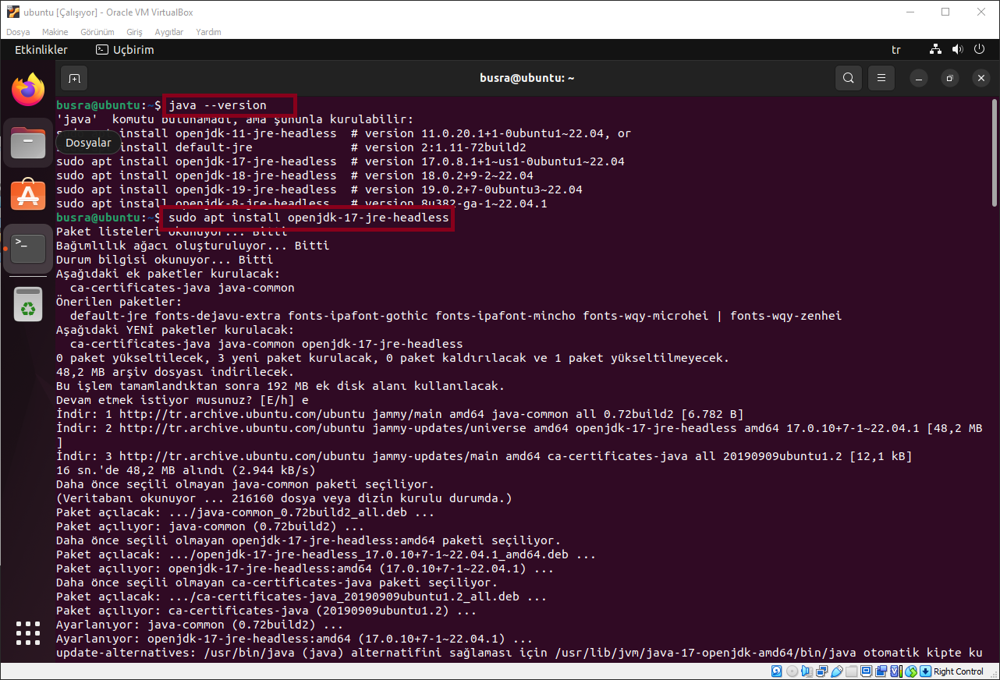 ubuntu [Çalışıyor] - Oracle VM VirtualBox
Dosya Makine Görünüm Giriş Aygıtlar Yardım
Etkinlikler Uçbirim tr
busra@ubuntu: ~
busra@ubuntu:~$ java --version
'java' komutu bulunamadı, ama şununla kurulabilir:
apt install openjdk-11-jre-headless # version 11.0.20.1+1-0ubuntu1~22.04, or
Dosyalar
install default-jre # version 2:1.11-72build2
sudo apt install openjdk-17-jre-headless # version 17.0.8.1+1~us1-0ubuntu1~22.04
sudo apt install openjdk-18-jre-headless # version 18.0.2+9-2~22.04
sudo apt install openjdk-19-jre-headless # version 19.0.2+7-0ubuntu3~22.04
sudo apt install openjdk-8-jre-headless # version 8u382-ga-1~22.04.1
busra@ubuntu:~$ sudo apt install openjdk-17-jre-headless
Paket listeleri okunuyor... Bitti
Bağımlılık ağacı oluşturuluyor... Bitti
Durum bilgisi okunuyor... Bitti
Aşağıdaki ek paketler kurulacak:
ca-certificates-java java-common
Önerilen paketler:
default-jre fonts-dejavu-extra fonts-ipafont-gothic fonts-ipafont-mincho fonts-wqy-microhei | fonts-wqy-zenhei
Aşağıdaki YENİ paketler kurulacak:
ca-certificates-java java-common openjdk-17-jre-headless
0 paket yükseltilecek, 3 yeni paket kurulacak, 0 paket kaldırılacak ve 1 paket yükseltilmeyecek.
48,2 MB arşiv dosyası indirilecek.
Bu işlem tamamlandıktan sonra 192 MB ek disk alanı kullanılacak.
Devam etmek istiyor musunuz? [E/h] e
İndir: 1 http://tr.archive.ubuntu.com/ubuntu jammy/main amd64 java-common all 0.72build2 [6.782 B]
İndir: 2 http://tr.archive.ubuntu.com/ubuntu jammy-updates/universe amd64 openjdk-17-jre-headless amd64 17.0.10+7-1~22.04.1 [48,2 MB
]
İndir: 3 http://tr.archive.ubuntu.com/ubuntu jammy-updates/main amd64 ca-certificates-java all 20190909ubuntu1.2 [12,1 kB]
16 sn.'de 48,2 MB alındı (2.944 kB/s)
Daha önce seçili olmayan java-common paketi seçiliyor.
(Veritabanı okunuyor ... 216160 dosya veya dizin kurulu durumda.)
Paket açılacak: .../java-common_0.72build2_all.deb ...
Paket açılıyor: java-common (0.72build2) ...
Daha önce seçili olmayan openjdk-17-jre-headless:amd64 paketi seçiliyor.
Paket açılacak: .../openjdk-17-jre-headless_17.0.10+7-1~22.04.1_amd64.deb ...
Paket açılıyor: openjdk-17-jre-headless:amd64 (17.0.10+7-1~22.04.1) ...
Daha önce seçili olmayan ca-certificates-java paketi seçiliyor.
Paket açılacak: .../ca-certificates-java_20190909ubuntu1.2_all.deb ...
Paket açılıyor: ca-certificates-java (20190909ubuntu1.2) ...
Ayarlanıyor: java-common (0.72build2) ...
Ayarlanıyor: openjdk-17-jre-headless:amd64 (17.0.10+7-1~22.04.1) ...
update-alternatives: /usr/bin/java (java) alternatifini sağlaması için /usr/lib/jvm/java-17-openjdk-amd64/bin/java otomatik kipte ku
Right Control